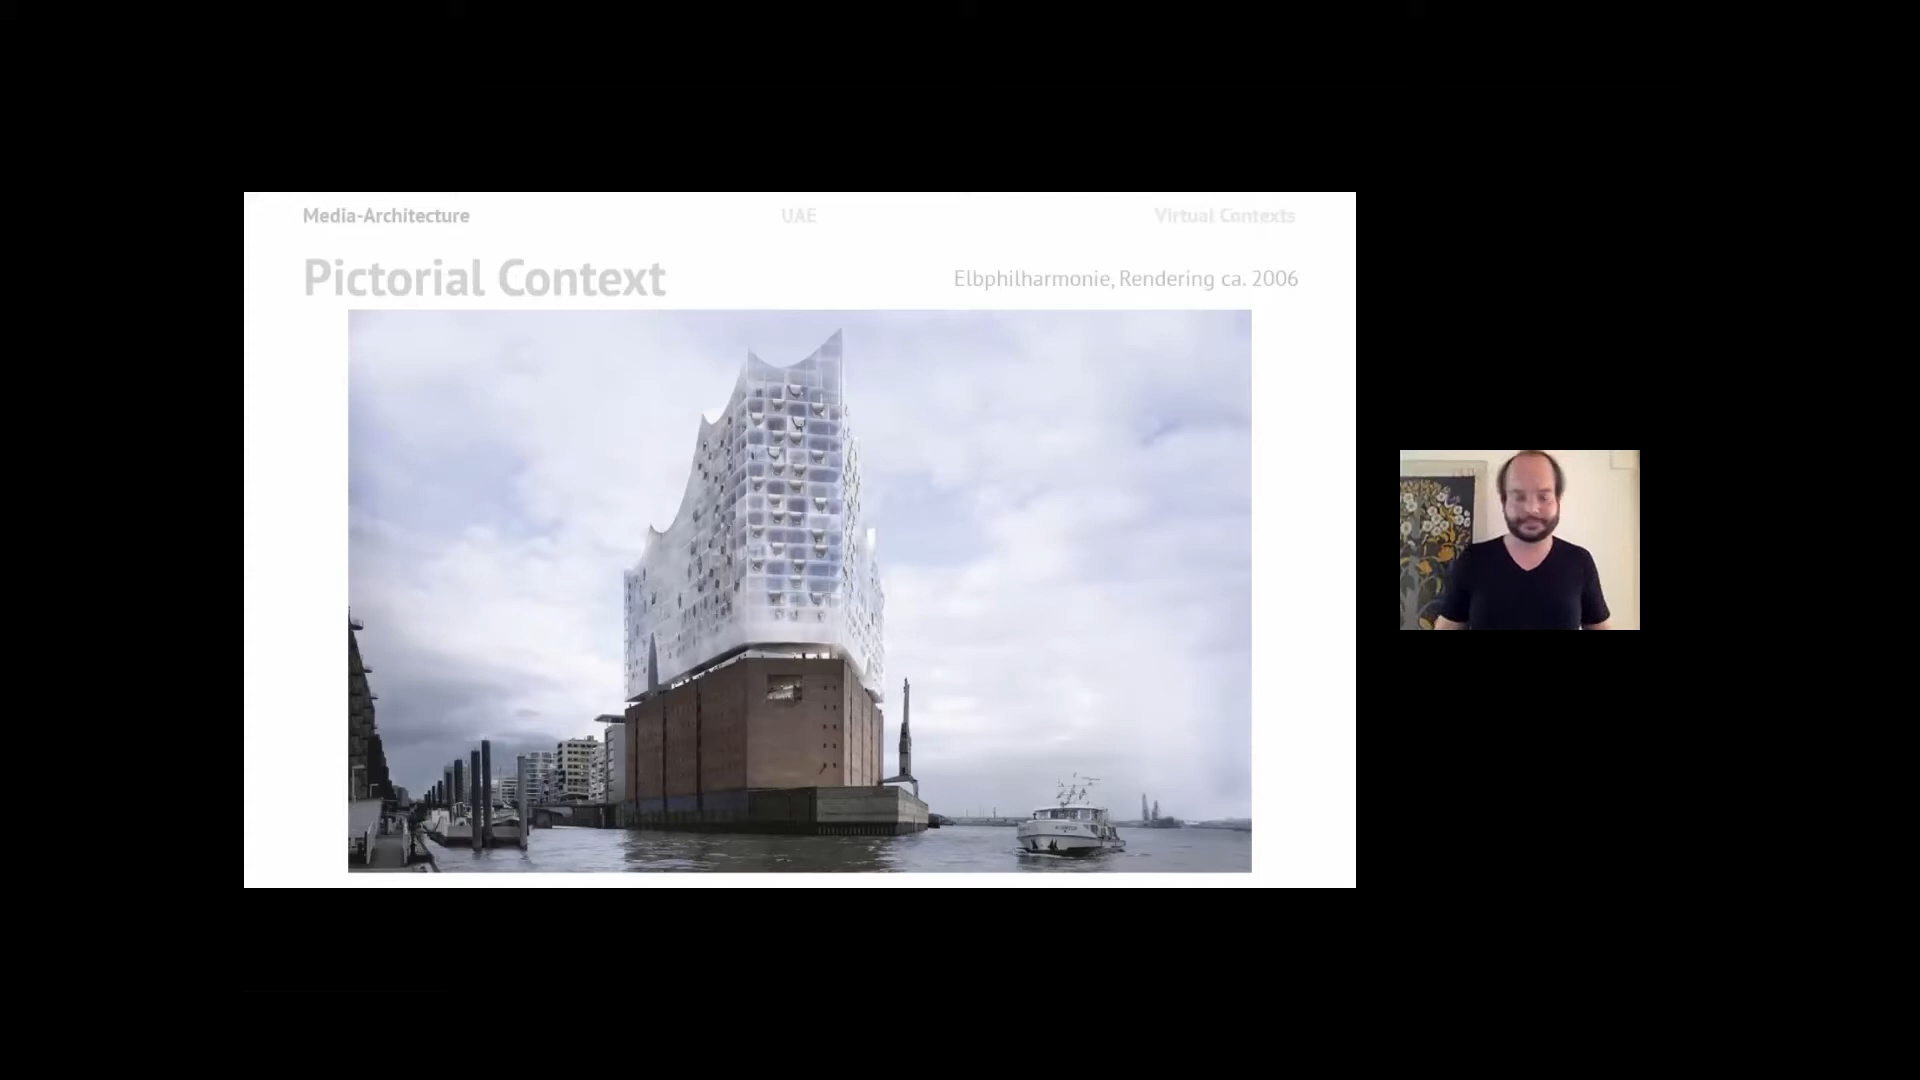 Media-Architecture
UAE
Virtual Contexts
Pictorial Context
Elbphilharmonie, Rendering ca. 2006